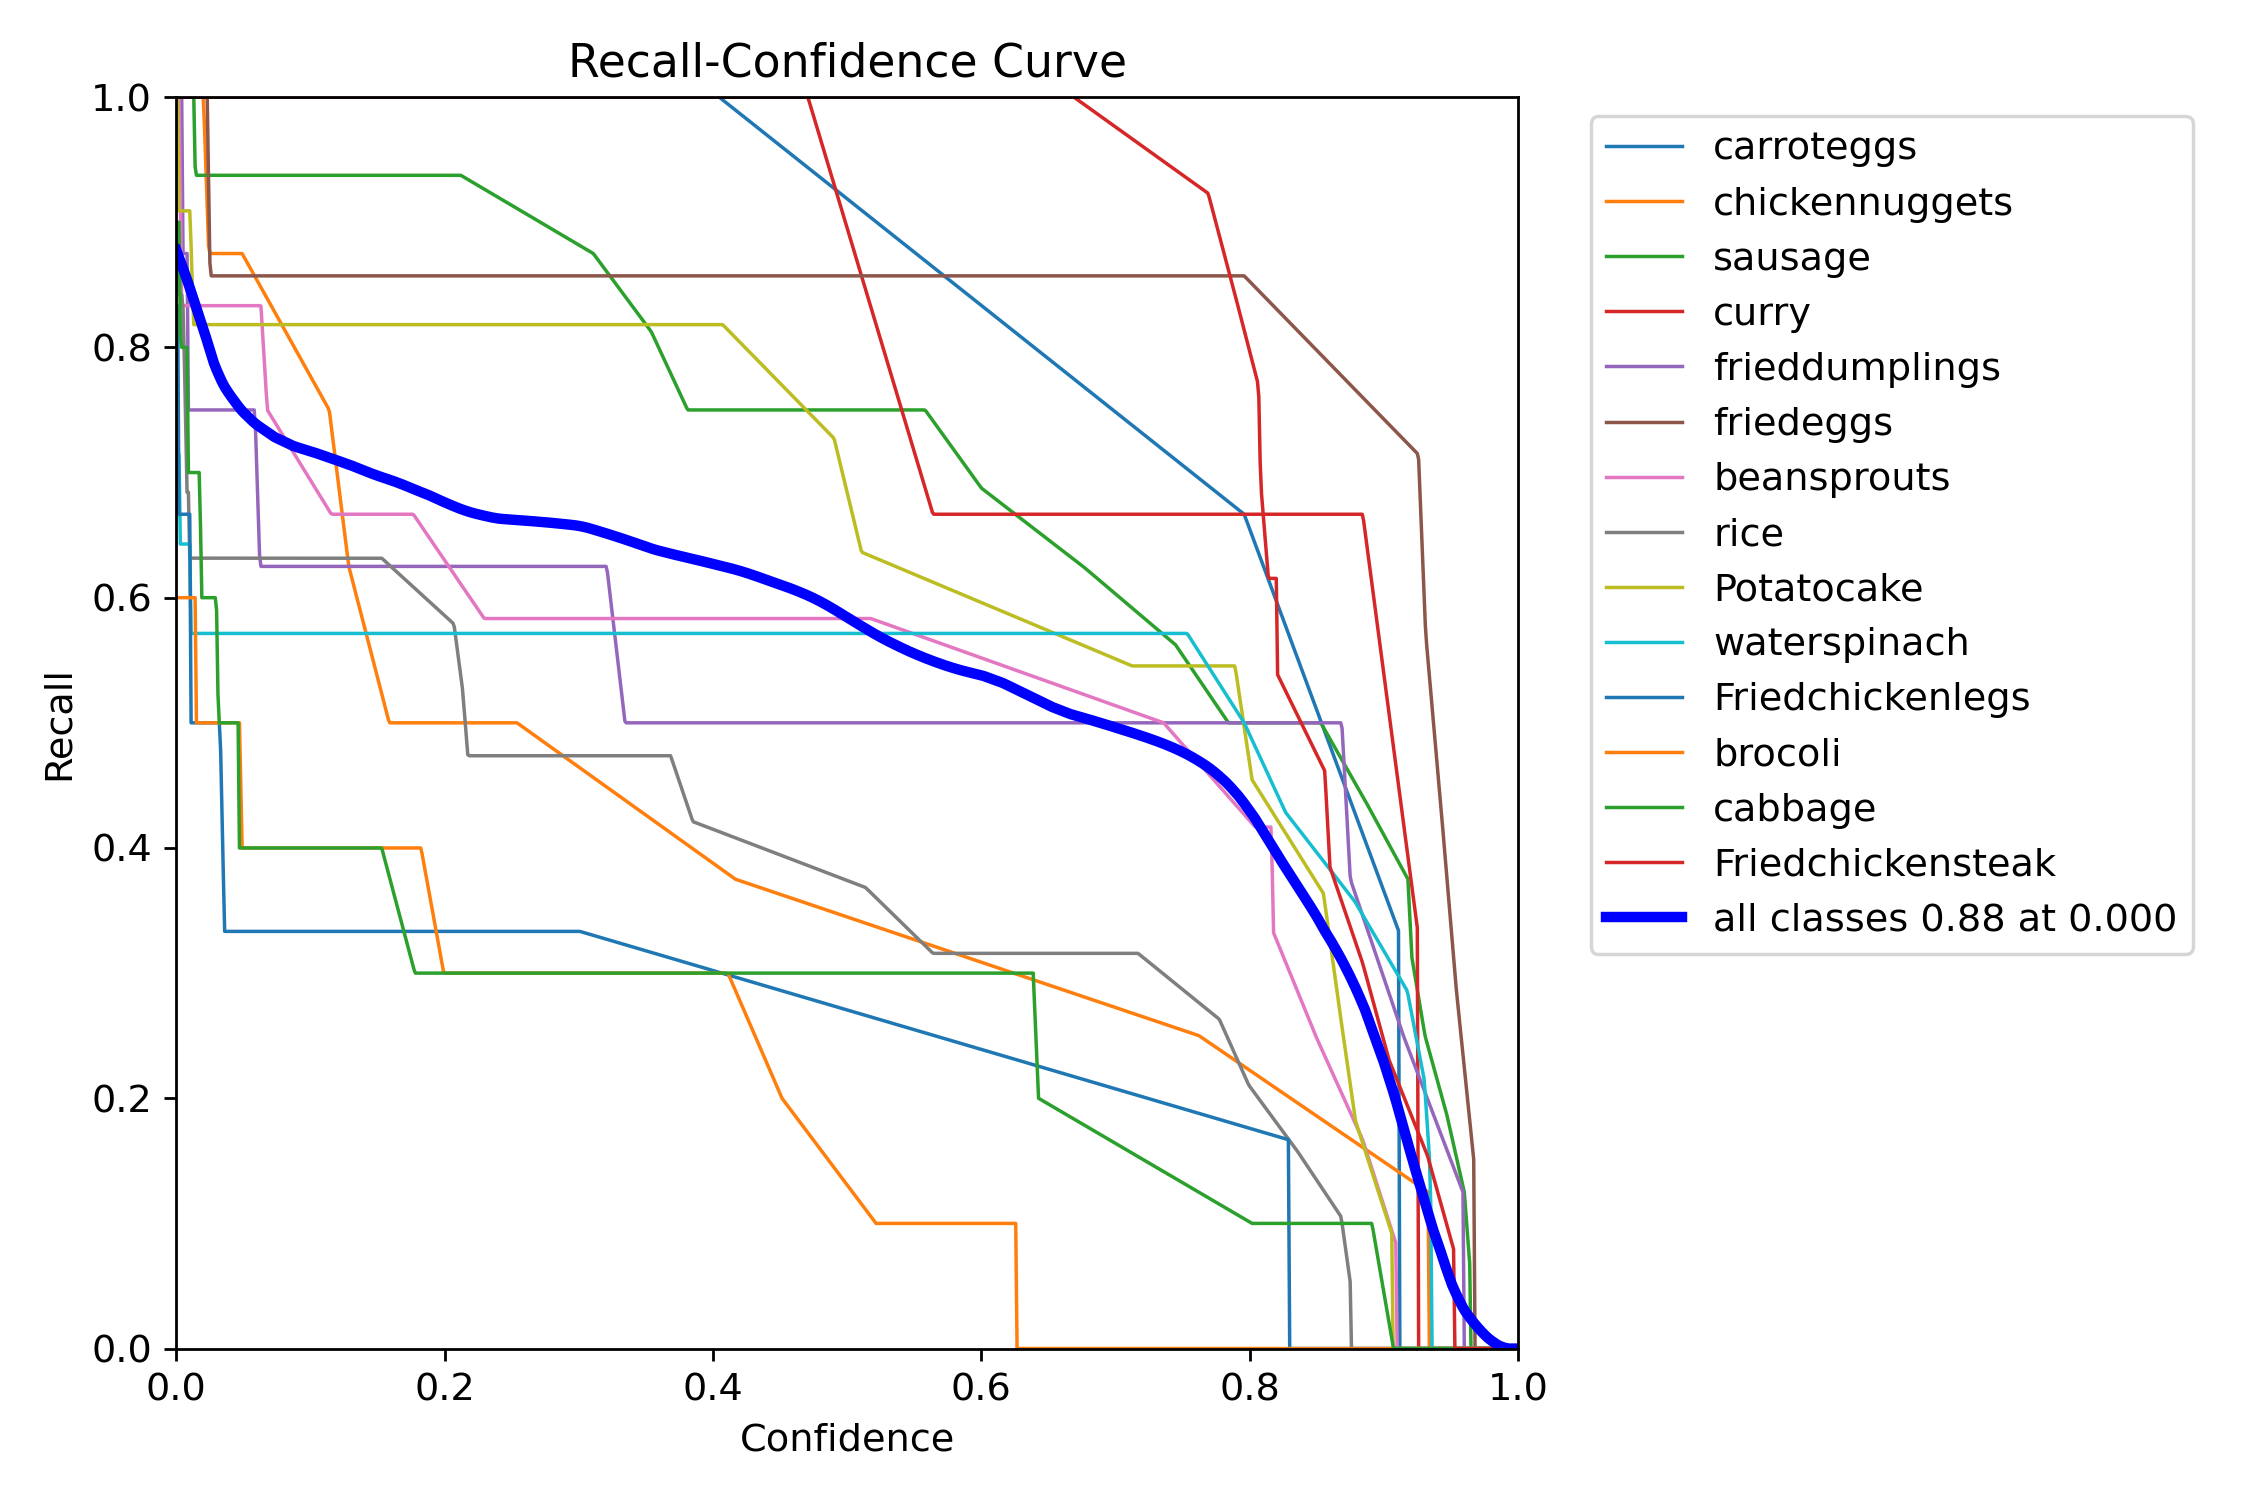 Recall-Confidence Curve
1.0
0.8
0.6
0.4
0.2
0.0
Recall
0.0 0.2 0.4 0.6 0.8 1.0
Confidence
carroteggs
chickennuggets
sausage
curry
frieddumplings
friedeggs
beansprouts
rice
Potatocake
waterspinach
Friedchickenlegs
brocoli
cabbage
Friedchickensteak
all classes 0.88 at 0.000